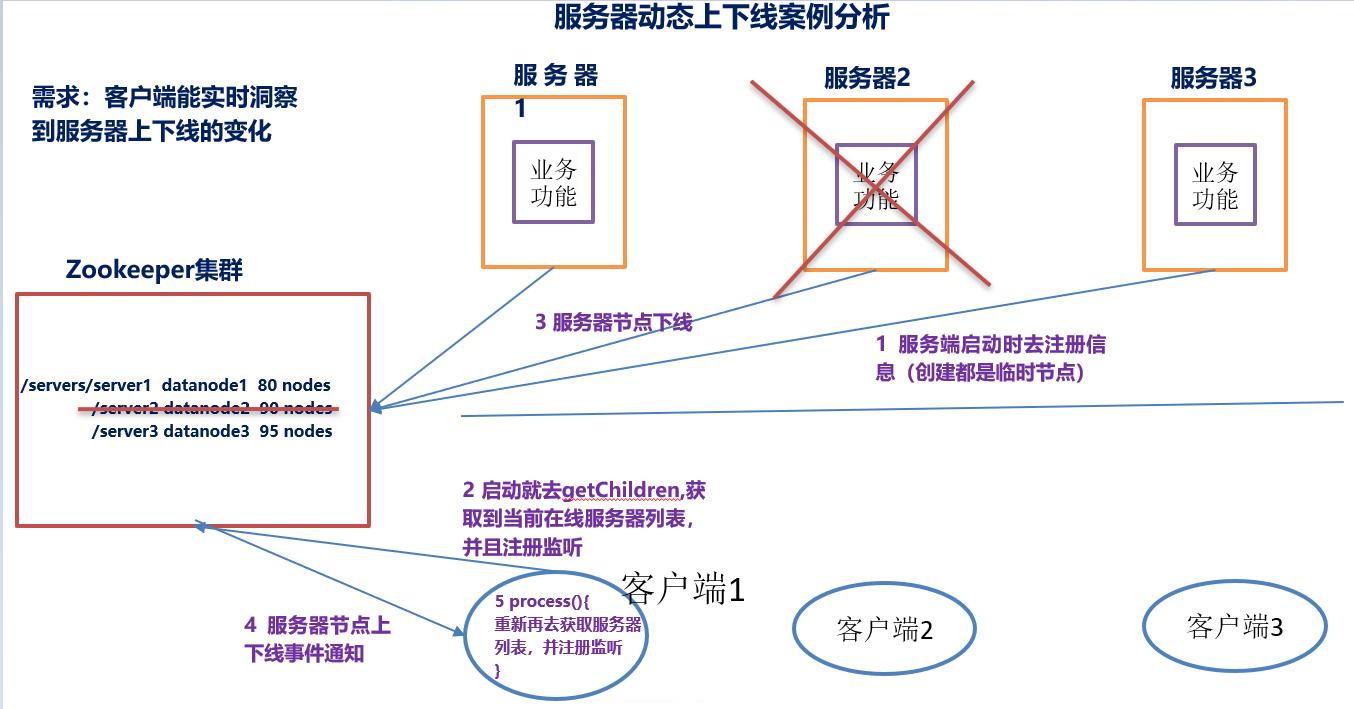 服务器动态上下线案例分析
需求：客户端能实时洞察
到服务器上下线的变化
服 务 器
1
服务器2
服务器3
业务
功能
业务
功能
业务
功能
Zookeeper集群
/servers/server1 datanode1 80 nodes
/server2 datanode2 90 nodes
/server3 datanode3 95 nodes
3 服务器节点下线
1 服务端启动时去注册信
息（创建都是临时节点）
2 启动就去getChildren,获
取到当前在线服务器列表，
并且注册监听
客户端1
5 process(){
重新再去获取服务器
列表，并注册监听
}
4 服务器节点上
下线事件通知
客户端2
客户端3